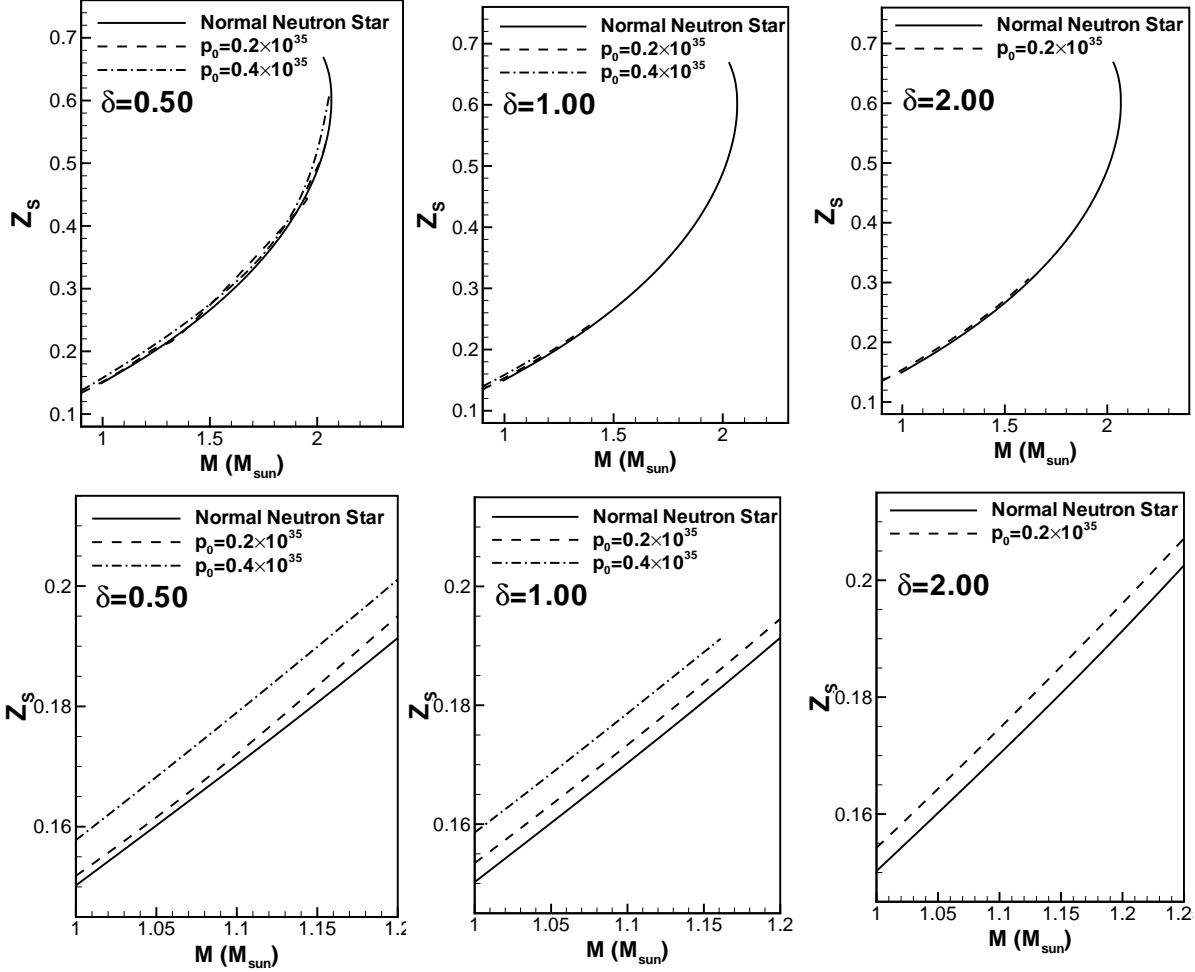 Normal Neutron Star
p₀=0.2×10³⁵
p₀=0.4×10³⁵
δ=0.50
0.7
0.6
0.5
0.4
0.3
0.2
0.1
Z_S
1
1.5
2
M (M_sun)
Normal Neutron Star
p₀=0.2×10³⁵
p₀=0.4×10³⁵
δ=1.00
0.7
0.6
0.5
0.4
0.3
0.2
0.1
Z_S
1
1.5
2
M (M_sun)
Normal Neutron Star
p₀=0.2×10³⁵
δ=2.00
0.7
0.6
0.5
0.4
0.3
0.2
0.1
Z_S
1
1.5
2
M (M_sun)
Normal Neutron Star
p₀=0.2×10³⁵
p₀=0.4×10³⁵
δ=0.50
0.2
0.18
0.16
Z_S
1
1.05
1.1
1.15
1.2
M (M_sun)
Normal Neutron Star
p₀=0.2×10³⁵
p₀=0.4×10³⁵
δ=1.00
0.2
0.18
0.16
Z_S
1
1.05
1.1
1.15
1.2
M (M_sun)
Normal Neutron Star
p₀=0.2×10³⁵
δ=2.00
0.2
0.18
0.16
Z_S
1
1.05
1.1
1.15
1.2
M (M_sun)